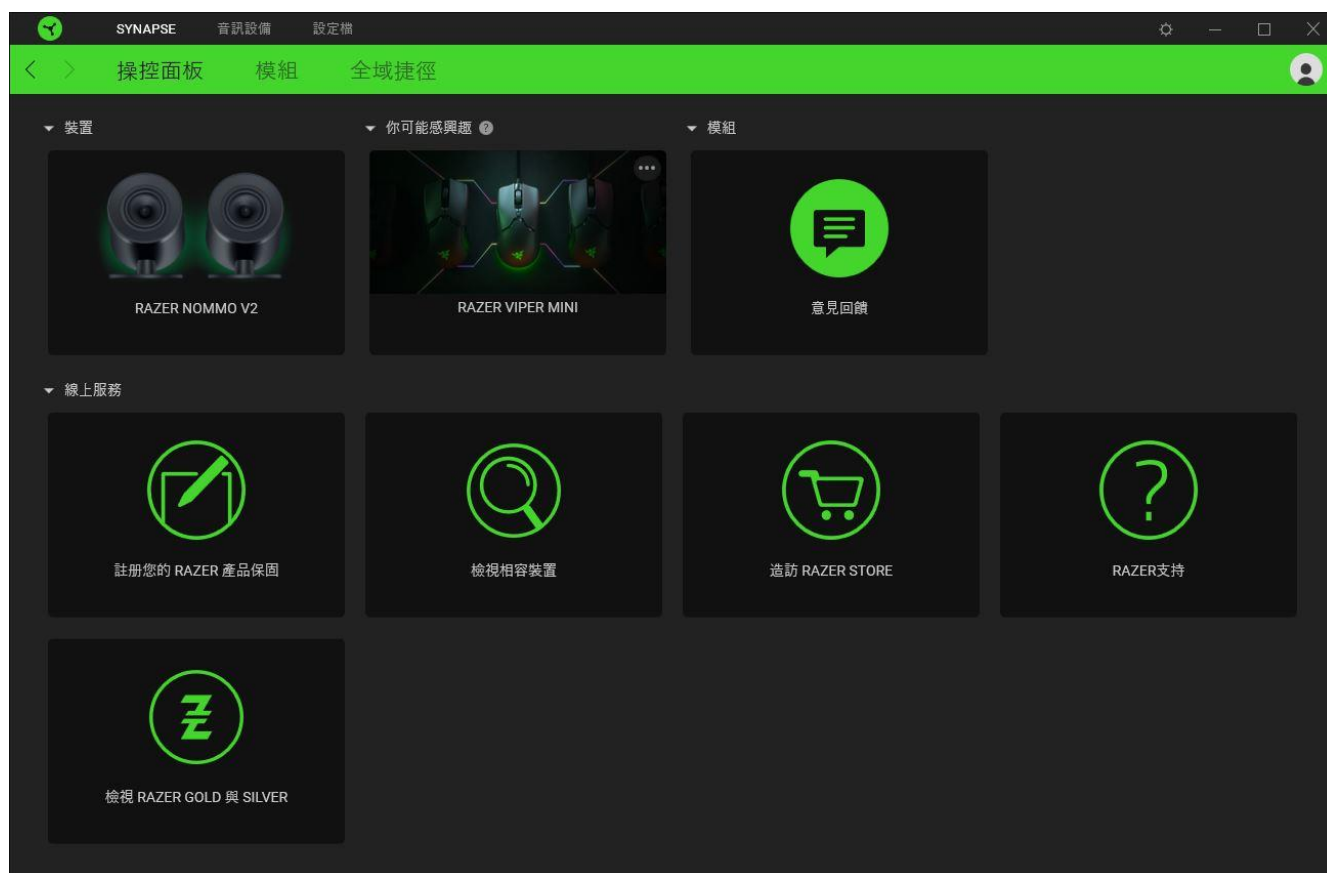 SYNAPSE 音訊設備 設定檔
操控面板 模組 全域捷徑
裝置 你可能感興趣 ? 模組
RAZER NOMMO V2 RAZER VIPER MINI 意見回饋
線上服務
註册您的 RAZER 產品保固 檢視相容裝置 造訪 RAZER STORE RAZER支持
檢視 RAZER GOLD 與 SILVER